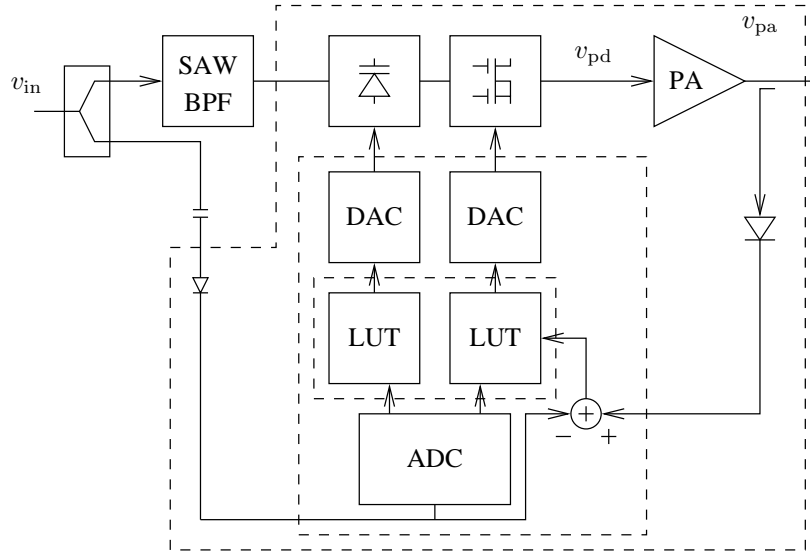 v_pa
v_in
SAW
BPF
v_pd
PA
DAC
DAC
LUT
LUT
+
−
+
ADC